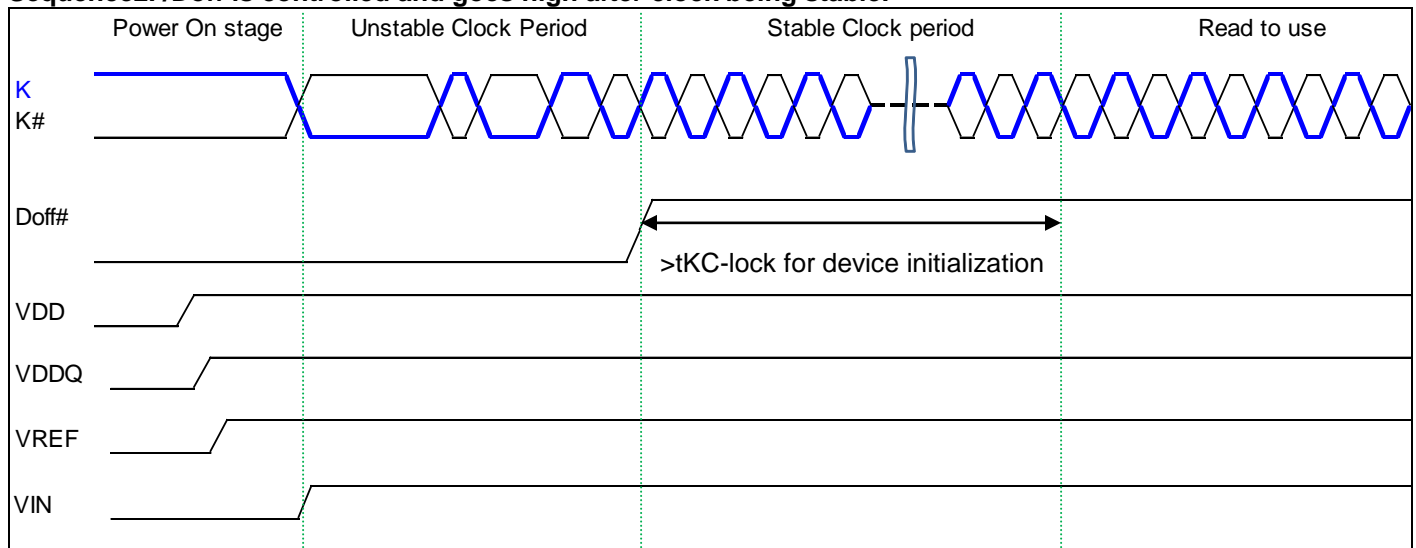 Power On stage Unstable Clock Period Stable Clock period Read to use
K
K#
Doff#
>tKC-lock for device initialization
VDD
VDDQ
VREF
VIN